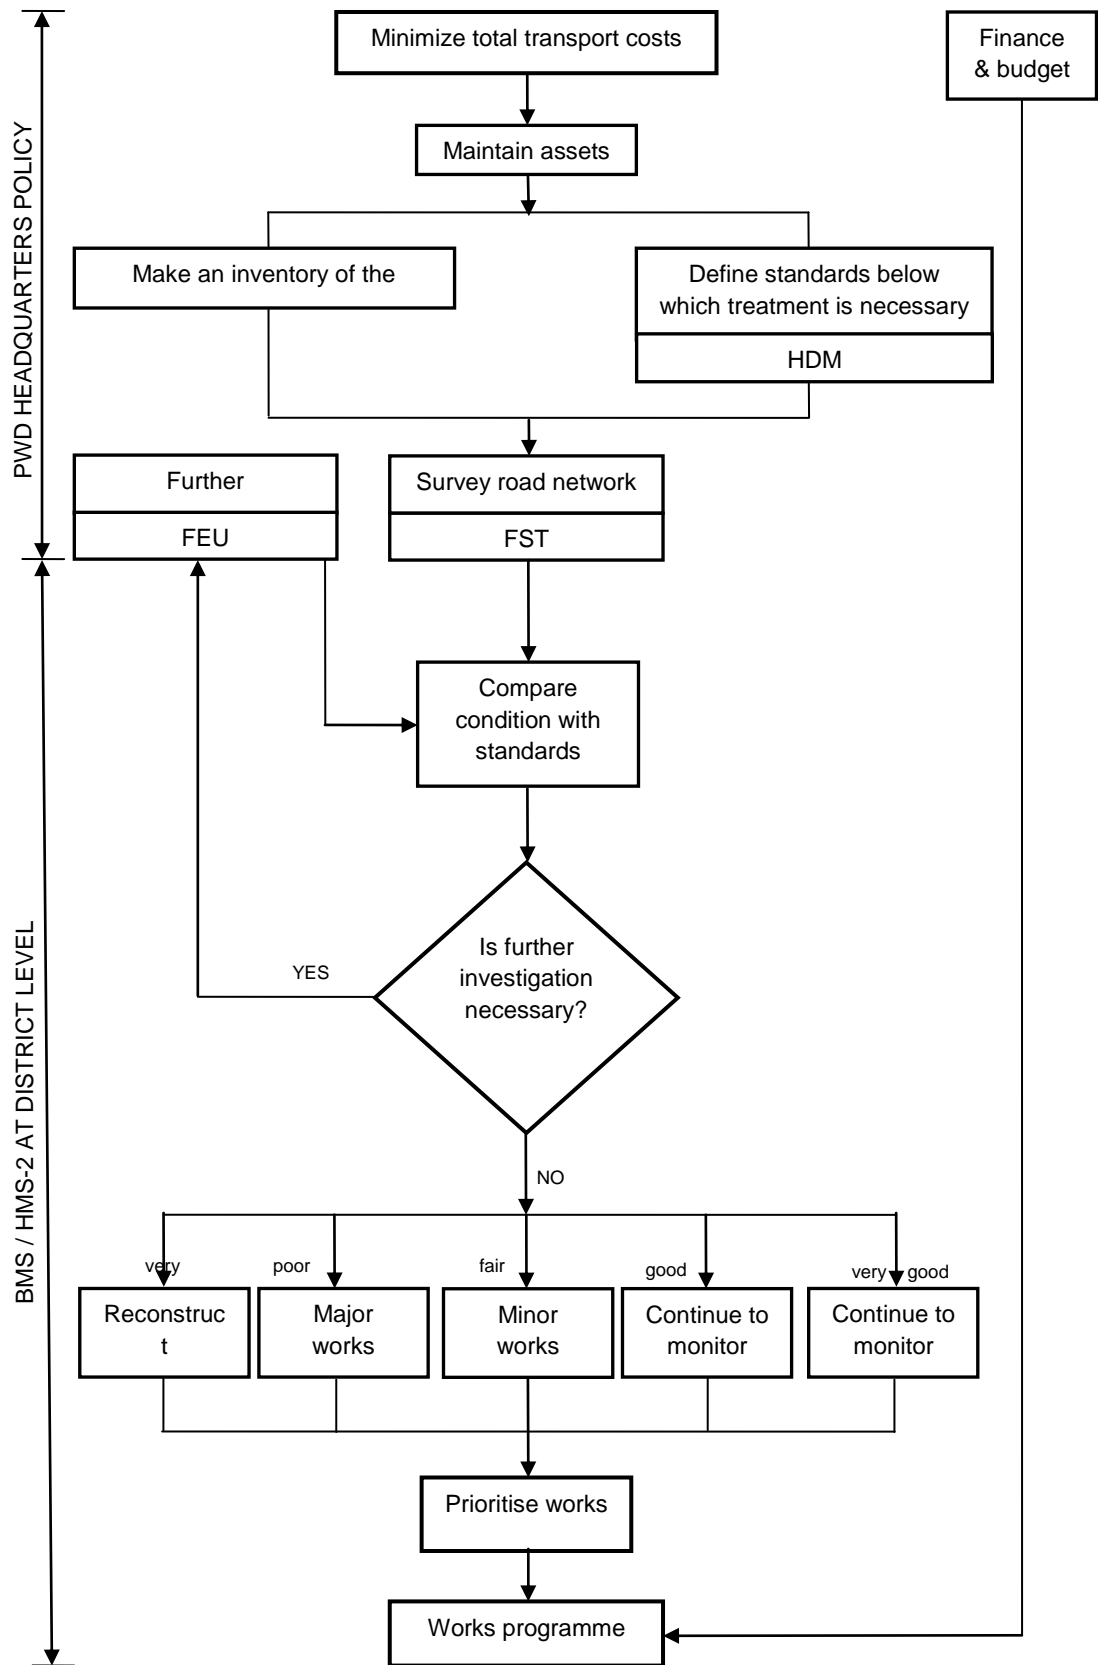 Minimize total transport costs
Finance
& budget
Maintain assets
Make an inventory of the
Define standards below
which treatment is necessary
HDM
PWD HEADQUARTERS POLICY
Further
FEU
Survey road network
FST
Compare
condition with
standards
Is further
investigation
necessary?
YES
NO
BMS / HMS-2 AT DISTRICT LEVEL
very
poor
fair
good
very good
Reconstruc
t
Major
works
Minor
works
Continue to
monitor
Continue to
monitor
Prioritise works
Works programme